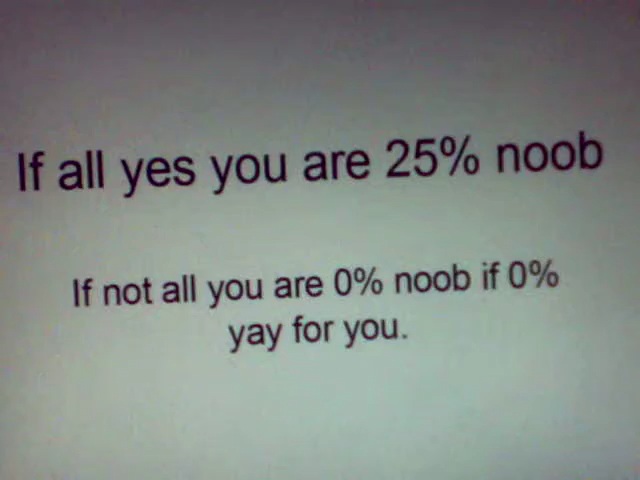 If all yes you are 25% noob
If not all you are 0% noob if 0%
yay for you.